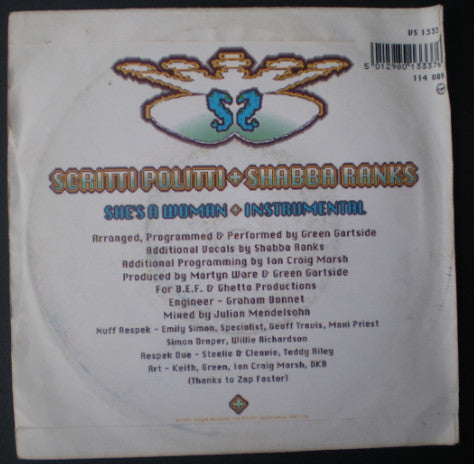 VS 1333
5 012980 133376
114 089
SCRITTI POLITTI + SHABBA RANKS
SHE'S A WOMAN + INSTRUMENTAL
Arranged, Programmed & Performed by Green Gartside
Additional Vocals by Shabba Ranks
Additional Programming by Ian Craig Marsh
Produced by Martyn Ware & Green Gartside
For B.E.F. & Ghetto Productions
Engineer - Graham Bonnet
Mixed by Julian Mendelsohn
Nuff Respek - Emily Simon, Specialist, Geoff Travis, Maxi Priest
Simon Draper, Willie Richardson
Respek Due - Steelie & Cleavie, Teddy Riley
Art - Keith, Green, Ian Craig Marsh, BKB
(Thanks to Zap Factor)